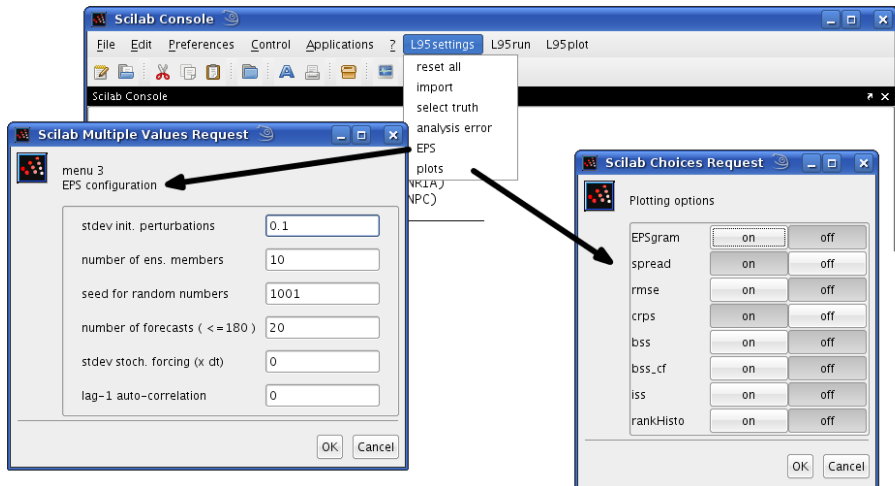 Scilab Console
File Edit Preferences Control Applications ? L95settings L95run L95plot
Scilab Console
reset all
import
select truth
analysis error
EPS
plots
NRIA)
NPC)
Scilab Multiple Values Request
menu 3
EPS configuration
stdev init. perturbations 0.1
number of ens. members 10
seed for random numbers 1001
number of forecasts ( <=180 ) 20
stdev stoch. forcing (x dt) 0
lag-1 auto-correlation 0
OK Cancel
Scilab Choices Request
Plotting options
EPSgram on off
spread on off
rmse on off
crps on off
bss on off
bss_cf on off
iss on off
rankHisto on off
OK Cancel